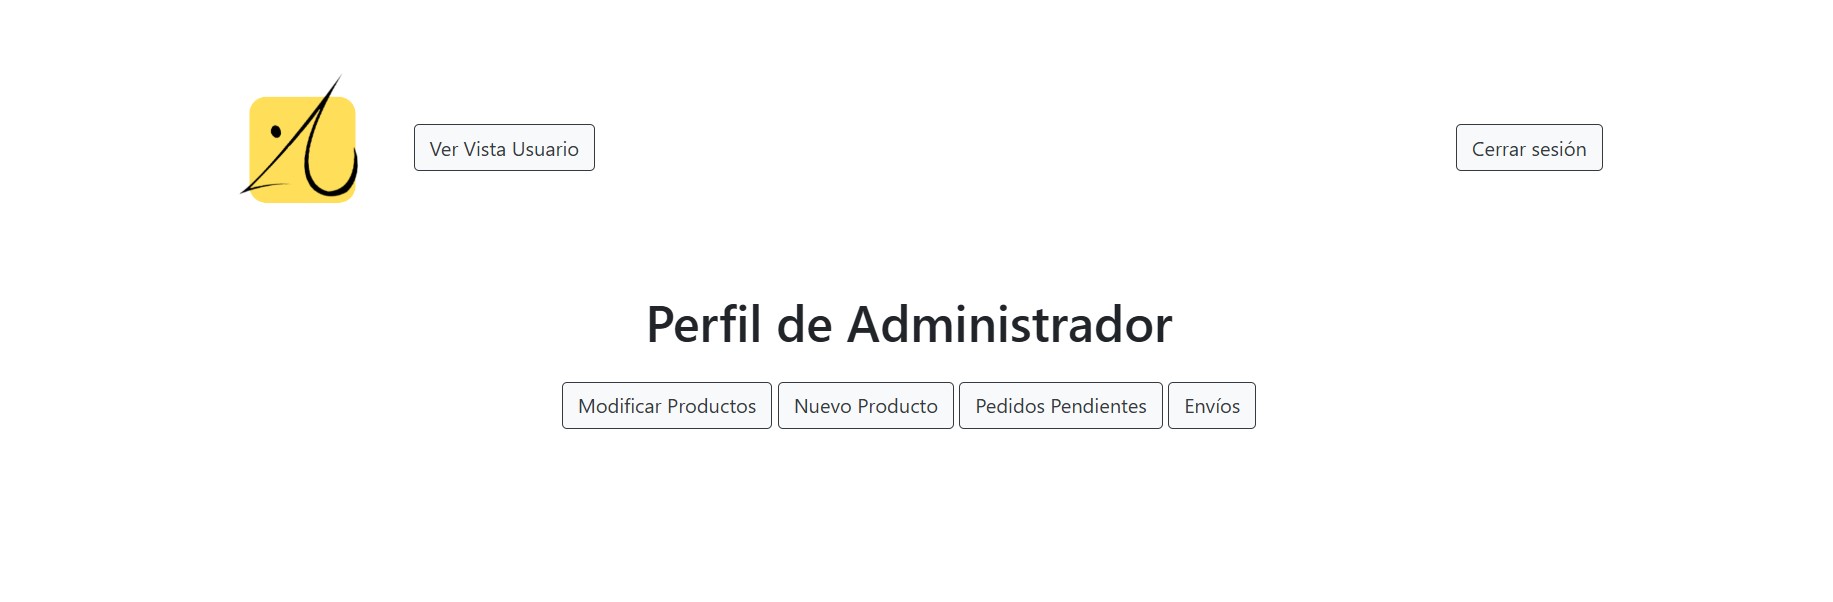 Ver Vista Usuario
Cerrar sesión
Perfil de Administrador
Modificar Productos
Nuevo Producto
Pedidos Pendientes
Envíos